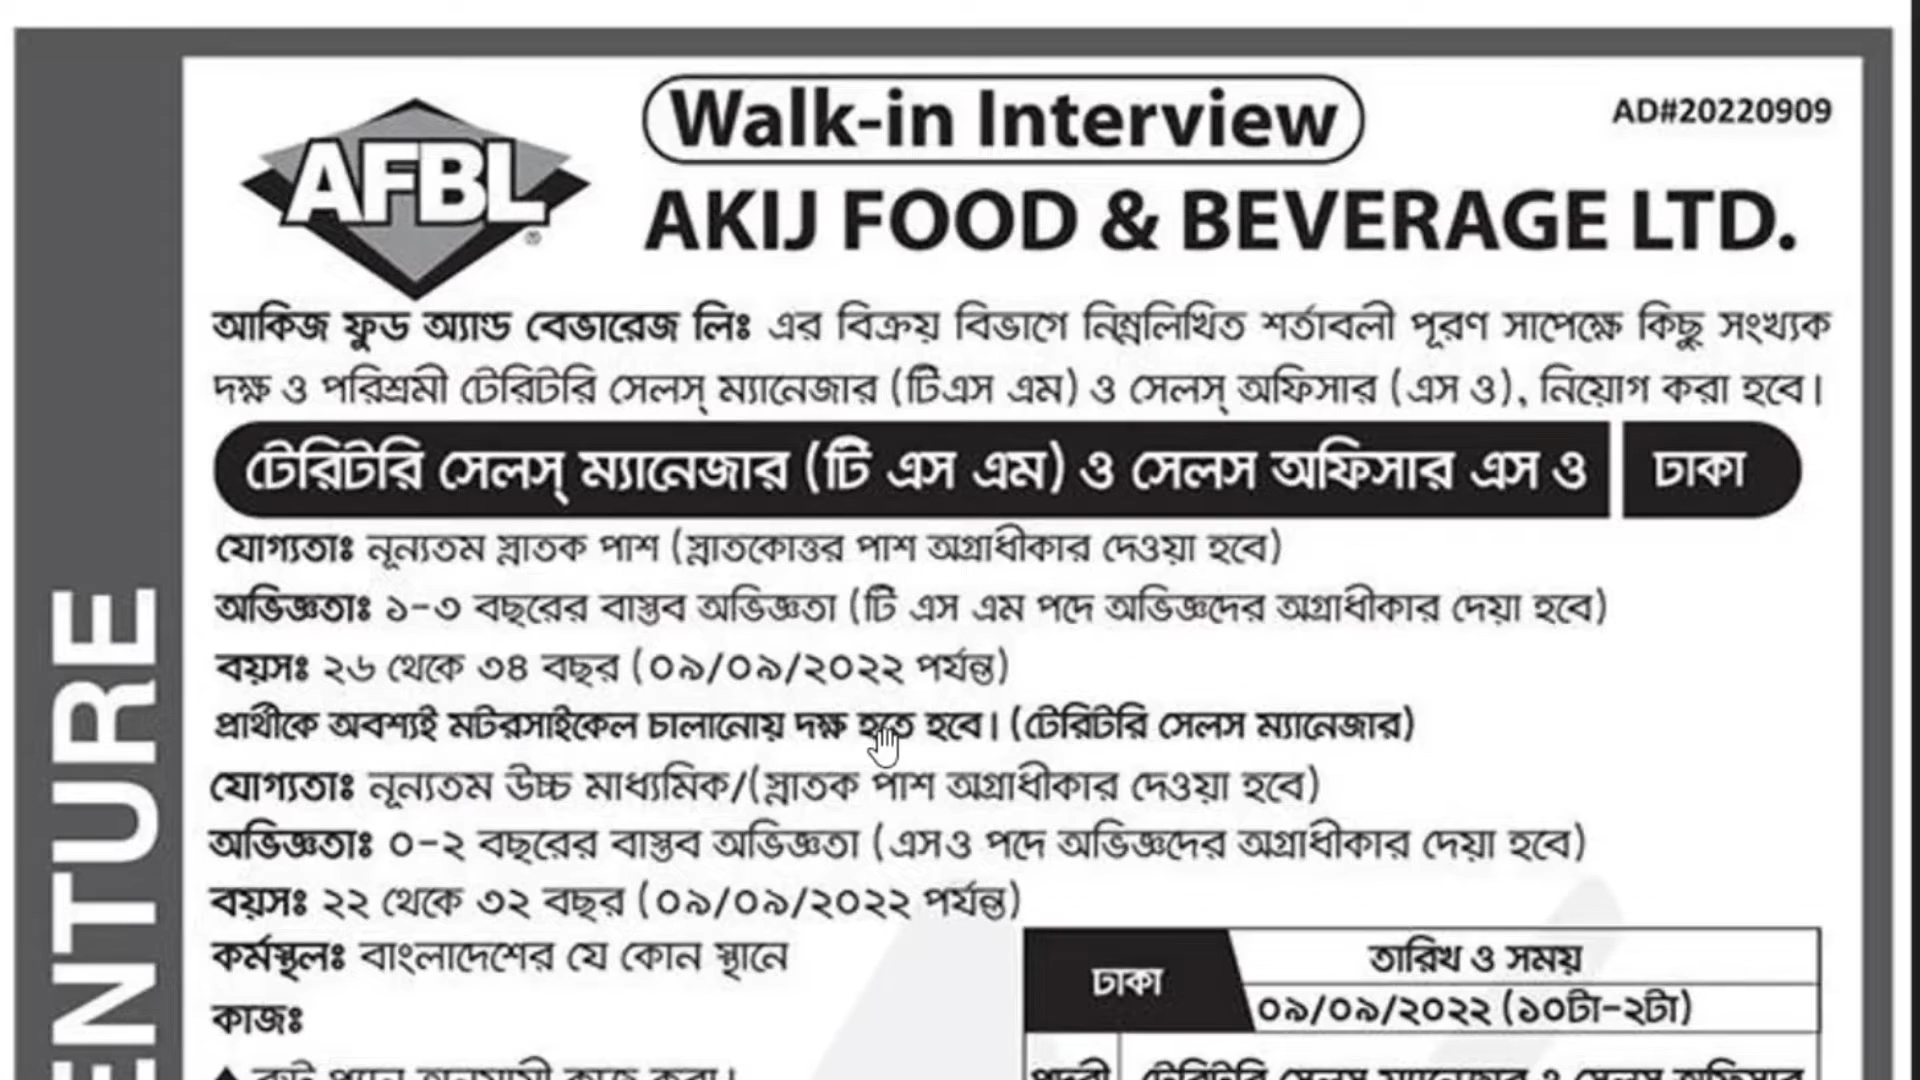 Walk-in Interview
AD#20220909
AFBL
®
AKIJ FOOD & BEVERAGE LTD.
আকিজ ফুড অ্যান্ড বেভারেজ লিঃ এর বিক্রয় বিভাগে নিম্নলিখিত শর্তাবলী পূরণ সাপেক্ষে কিছু সংখ্যক
দক্ষ ও পরিশ্রমী টেরিটরি সেলস্ ম্যানেজার (টিএস এম) ও সেলস্ অফিসার (এস ও), নিয়োগ করা হবে।
টেরিটরি সেলস্ ম্যানেজার (টি এস এম) ও সেলস অফিসার এস ও ঢাকা
যোগ্যতাঃ নূন্যতম স্নাতক পাশ (স্নাতকোত্তর পাশ অগ্রাধীকার দেওয়া হবে)
অভিজ্ঞতাঃ ১-৩ বছরের বাস্তব অভিজ্ঞতা (টি এস এম পদে অভিজ্ঞদের অগ্রাধীকার দেয়া হবে)
বয়সঃ ২৬ থেকে ৩৪ বছর (০৯/০৯/২০২২ পর্যন্ত)
প্রার্থীকে অবশ্যই মটরসাইকেল চালানোয় দক্ষ হতে হবে। (টেরিটরি সেলস ম্যানেজার)
যোগ্যতাঃ নূন্যতম উচ্চ মাধ্যমিক/(স্নাতক পাশ অগ্রাধীকার দেওয়া হবে)
অভিজ্ঞতাঃ ০-২ বছরের বাস্তব অভিজ্ঞতা (এসও পদে অভিজ্ঞদের অগ্রাধীকার দেয়া হবে)
বয়সঃ ২২ থেকে ৩২ বছর (০৯/০৯/২০২২ পর্যন্ত)
কর্মস্থলঃ বাংলাদেশের যে কোন স্থানে
কাজঃ
ঢাকা
তারিখ ও সময়
০৯/০৯/২০২২ (১০টা-২টা)
পদবী টেরিটরি সেলস ম্যানেজার ও সেলস অফিসার
ENTURE